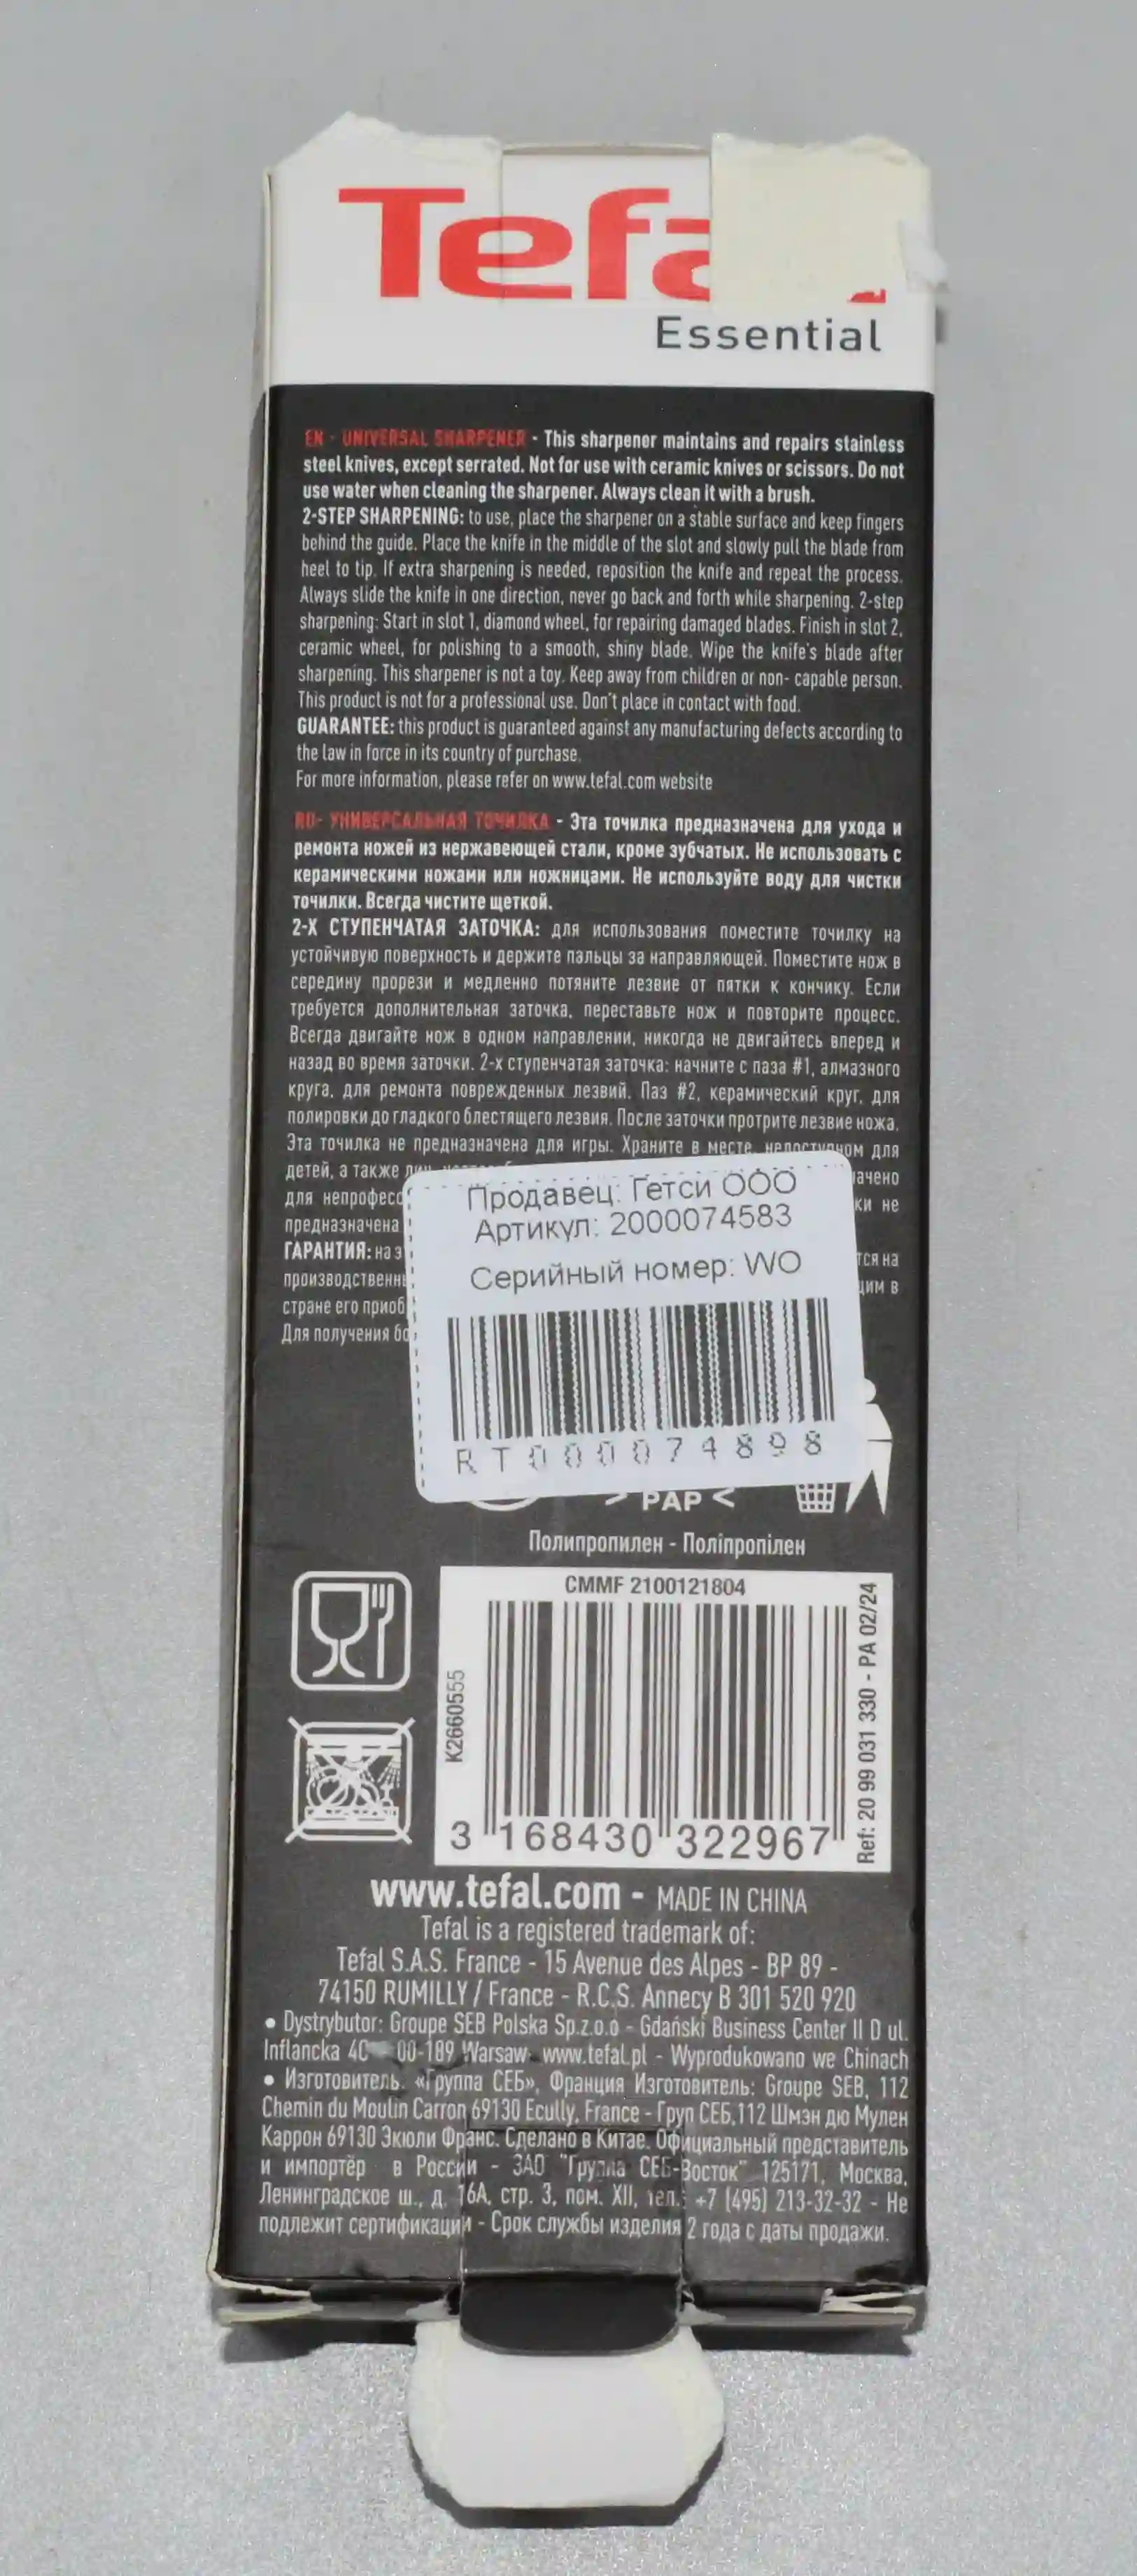 Tefa
Essential
EN - UNIVERSAL SHARPENER - This sharpener maintains and repairs stainless
steel knives, except serrated. Not for use with ceramic knives or scissors. Do not
use water when cleaning the sharpener. Always clean it with a brush.
2-STEP SHARPENING: to use, place the sharpener on a stable surface and keep fingers
behind the guide. Place the knife in the middle of the slot and slowly pull the blade from
heel to tip. If extra sharpening is needed, reposition the knife and repeat the process.
Always slide the knife in one direction, never go back and forth while sharpening. 2-step
sharpening: Start in slot 1, diamond wheel, for repairing damaged blades. Finish in slot 2,
ceramic wheel, for polishing to a smooth, shiny blade. Wipe the knife's blade after
sharpening. This sharpener is not a toy. Keep away from children or non- capable person.
This product is not for a professional use. Don't place in contact with food.
GUARANTEE: this product is guaranteed against any manufacturing defects according to
the law in force in its country of purchase.
For more information, please refer on www.tefal.com website
RU- УНИВЕРСАЛЬНАЯ ТОЧИЛКА - Эта точилка предназначена для ухода и
ремонта ножей из нержавеющей стали, кроме зубчатых. Не использовать с
керамическими ножами или ножницами. Не используйте воду для чистки
точилки. Всегда чистите щеткой.
2-Х СТУПЕНЧАТАЯ ЗАТОЧКА: для использования поместите точилку на
устойчивую поверхность и держите пальцы за направляющей. Поместите нож в
середину прорези и медленно потяните лезвие от пятки к кончику. Если
требуется дополнительная заточка, переставьте нож и повторите процесс.
Всегда двигайте нож в одном направлении, никогда не двигайтесь вперед и
назад во время заточки. 2-х ступенчатая заточка: начните с паза #1, алмазного
круга, для ремонта поврежденных лезвий. Паз #2, керамический круг, для
полировки до гладкого блестящего лезвия. После заточки протрите лезвие ножа.
Эта точилка не предназначена для игры. Храните в месте, недоступном для
детей, а также
для
не
предназначена
ГАРАНТИЯ: на
на
в
стране его
Для получения
Продавец: Гетси ООО
Артикул: 2000074583
Серийный номер: WO
RT000074898
> PAP <
Полипропилен - Поліпропілен
CMMF 2100121804
K2660555
Ref: 20 99 031 330 - PA 02/24
3 168430 322967
www.tefal.com - MADE IN CHINA
Tefal is a registered trademark of:
Tefal S.A.S. France - 15 Avenue des Alpes - BP 89 -
74150 RUMILLY / France - R.C.S. Annecy B 301 520 920
• Dystrybutor: Groupe SEB Polska Sp.z.o.o - Gdański Business Center II D ul.
Inflancka 4C 00-189 Warsaw www.tefal.pl - Wyprodukowano we Chinach
• Изготовитель: «Группа СЕБ», Франция Изготовитель: Groupe SEB, 112
Chemin du Moulin Carron 69130 Ecully, France - Груп СЕБ,112 Шмэн дю Мулен
Каррон 69130 Экюли Франс. Сделано в Китае. Официальный представитель
и импортёр в России - ЗАО "Группа СЕБ-Восток" 125171, Москва,
Ленинградское ш., д. 16А, стр. 3, пом. XII, тел.: +7 (495) 213-32-32 - Не
подлежит сертификации - Срок службы изделия 2 года с даты продажи.